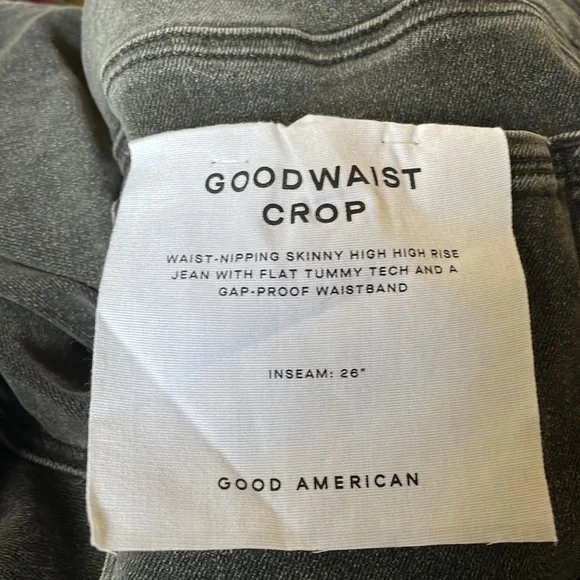 GOODWAIST
CROP
WAIST-NIPPING SKINNY HIGH HIGH RISE
JEAN WITH FLAT TUMMY TECH AND A
GAP-PROOF WAISTBAND
INSEAM: 26"
GOOD AMERICAN